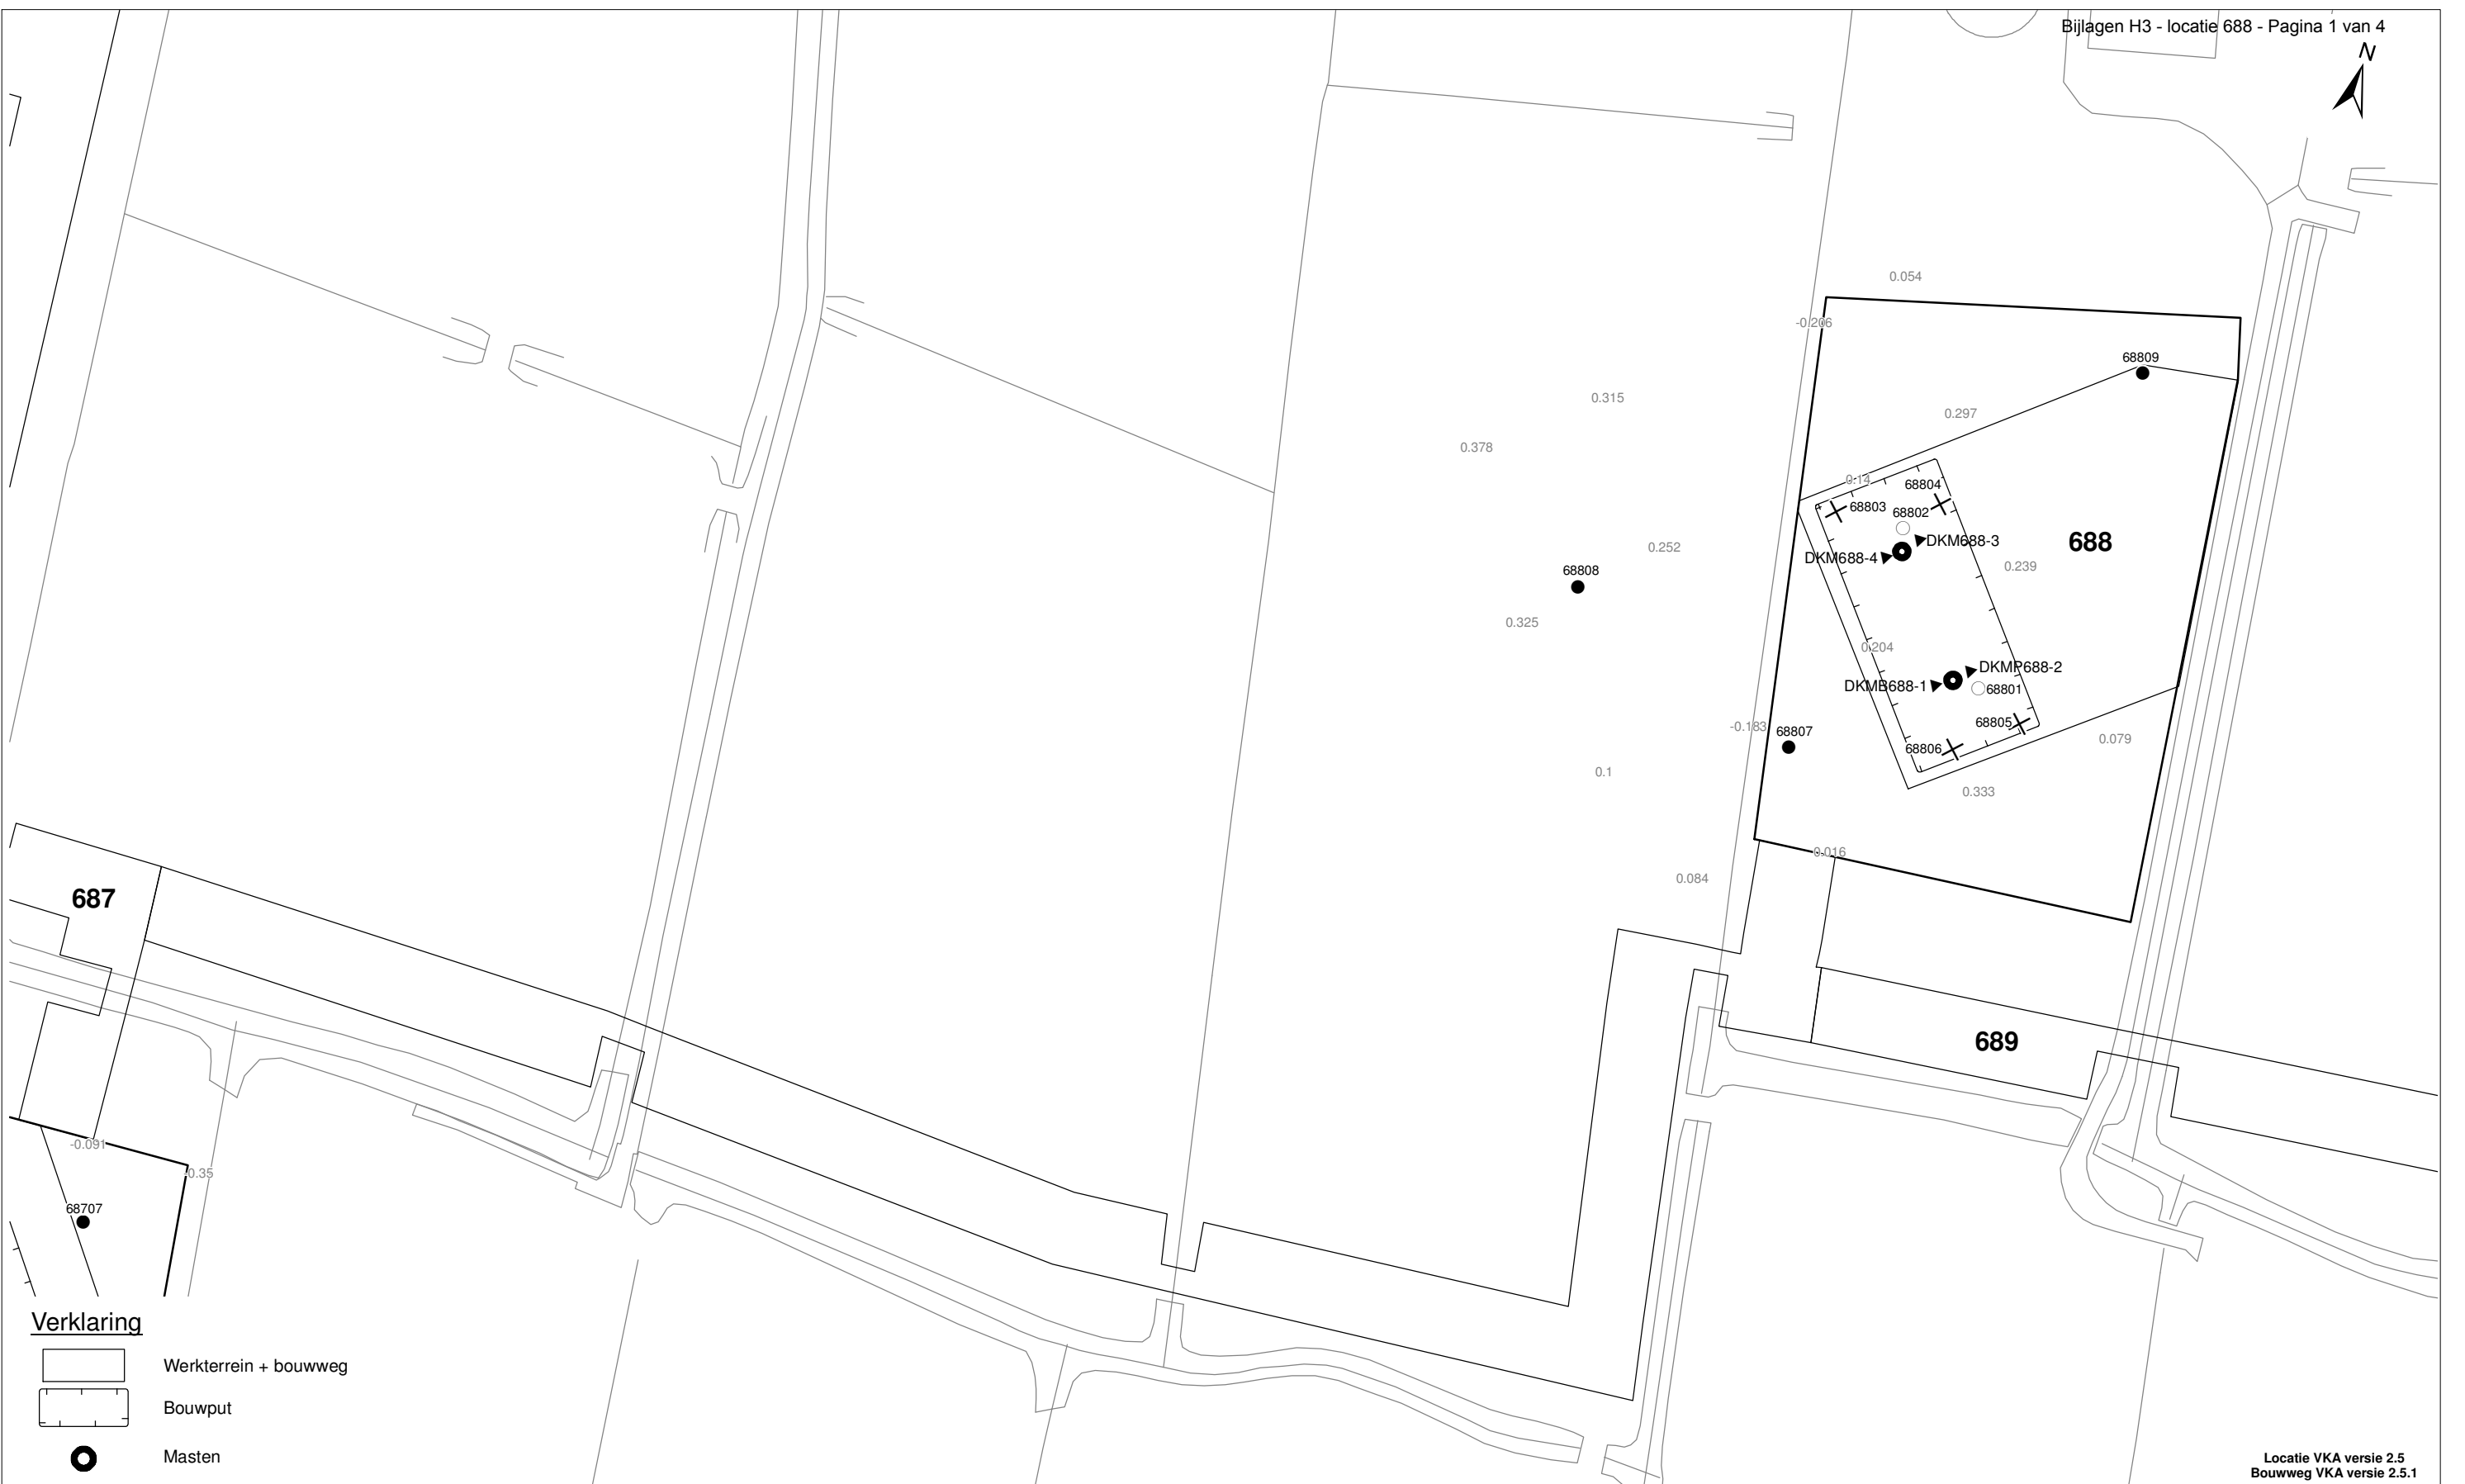 Bijlagen H3 - locatie 688 - Pagina 1 van 4
N
0.054
-0.206
68809
0.315
0.297
0.378
0.14
68804
68803
68802
688
DKM688-3
0.252
DKM688-4
0.239
68808
0.325
0.204
DKMP688-2
DKMB688-1
68801
68805
-0.183
68807
68806
0.079
0.1
0.333
0.016
0.084
687
689
-0.091
-0.35
68707
Verklaring
Werkterrein + bouwweg
Bouwput
Masten
Locatie VKA versie 2.5
Bouwweg VKA versie 2.5.1